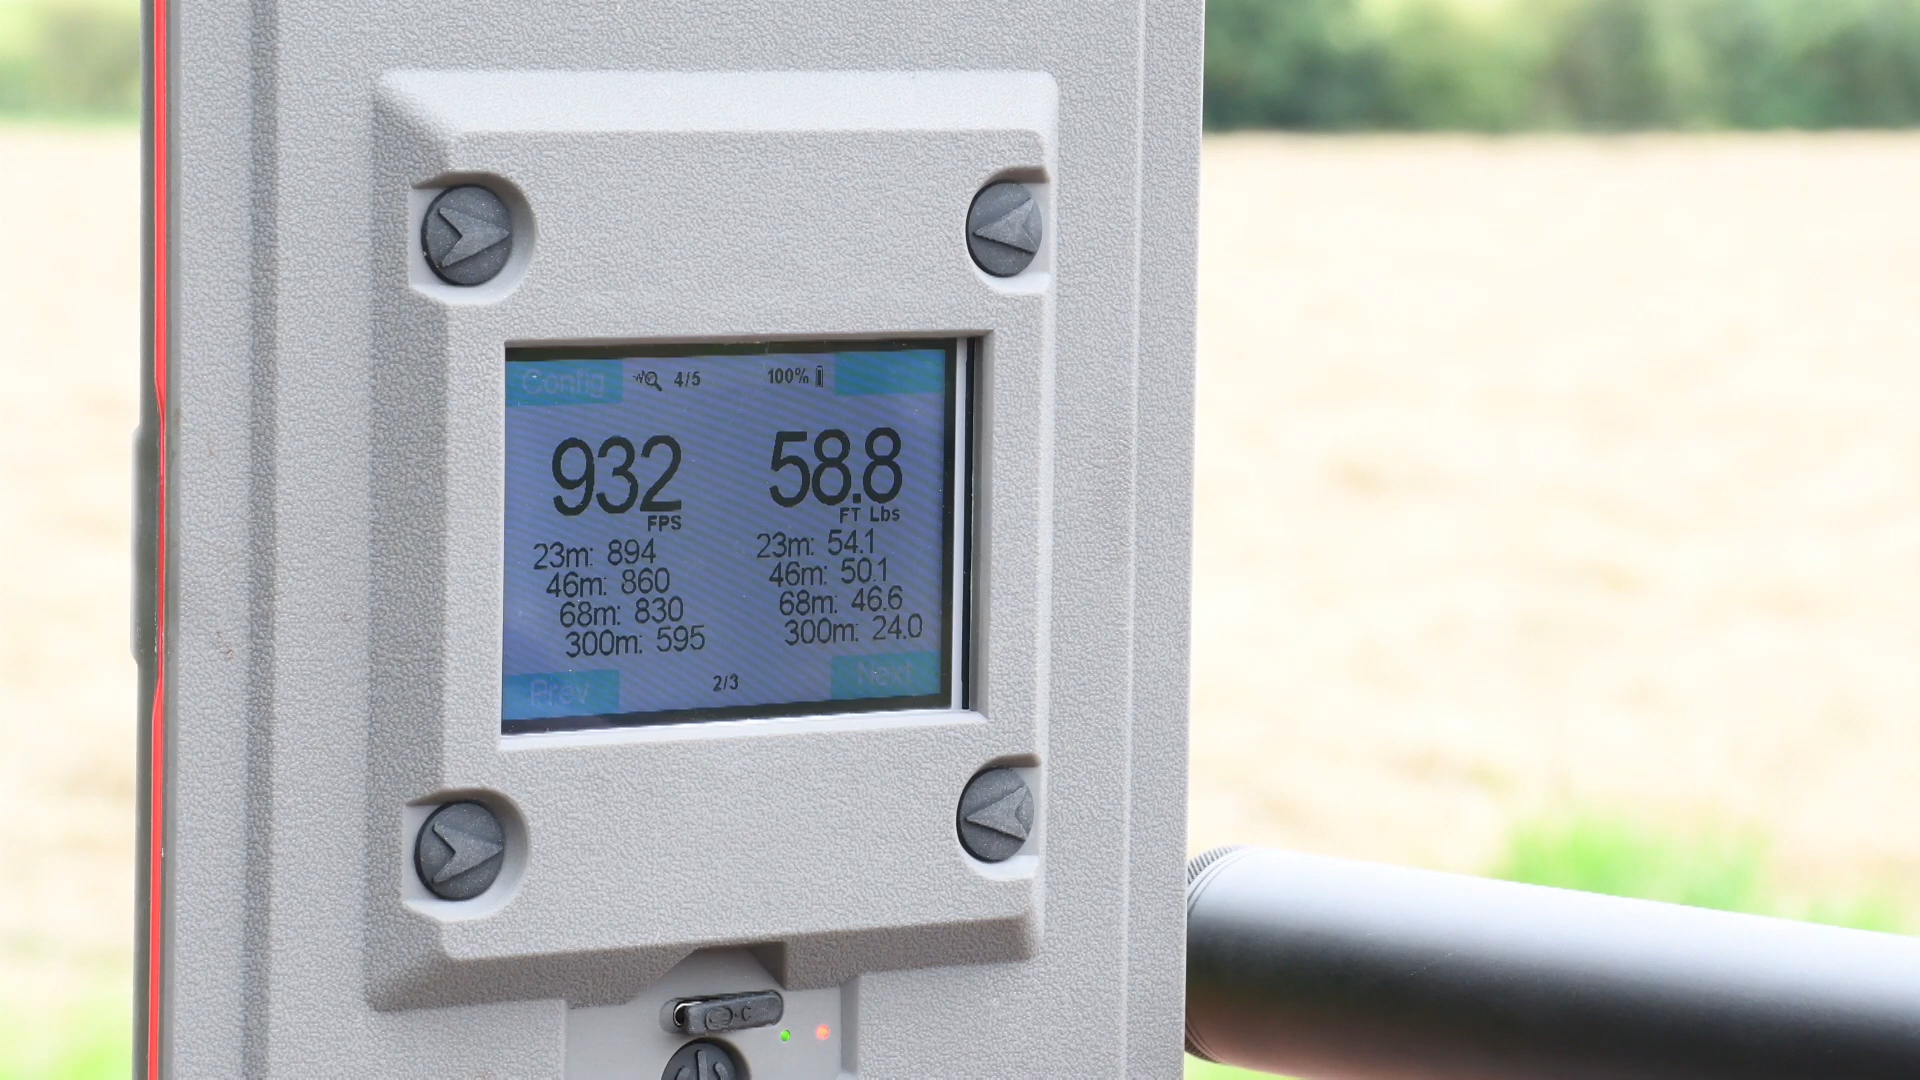 Config 4/5 100%
932 58.8
FPS FT Lbs
23m: 894 23m: 54.1
46m: 860 46m: 50.1
68m: 830 68m: 46.6
300m: 595 300m: 24.0
Prev 2/3 Next